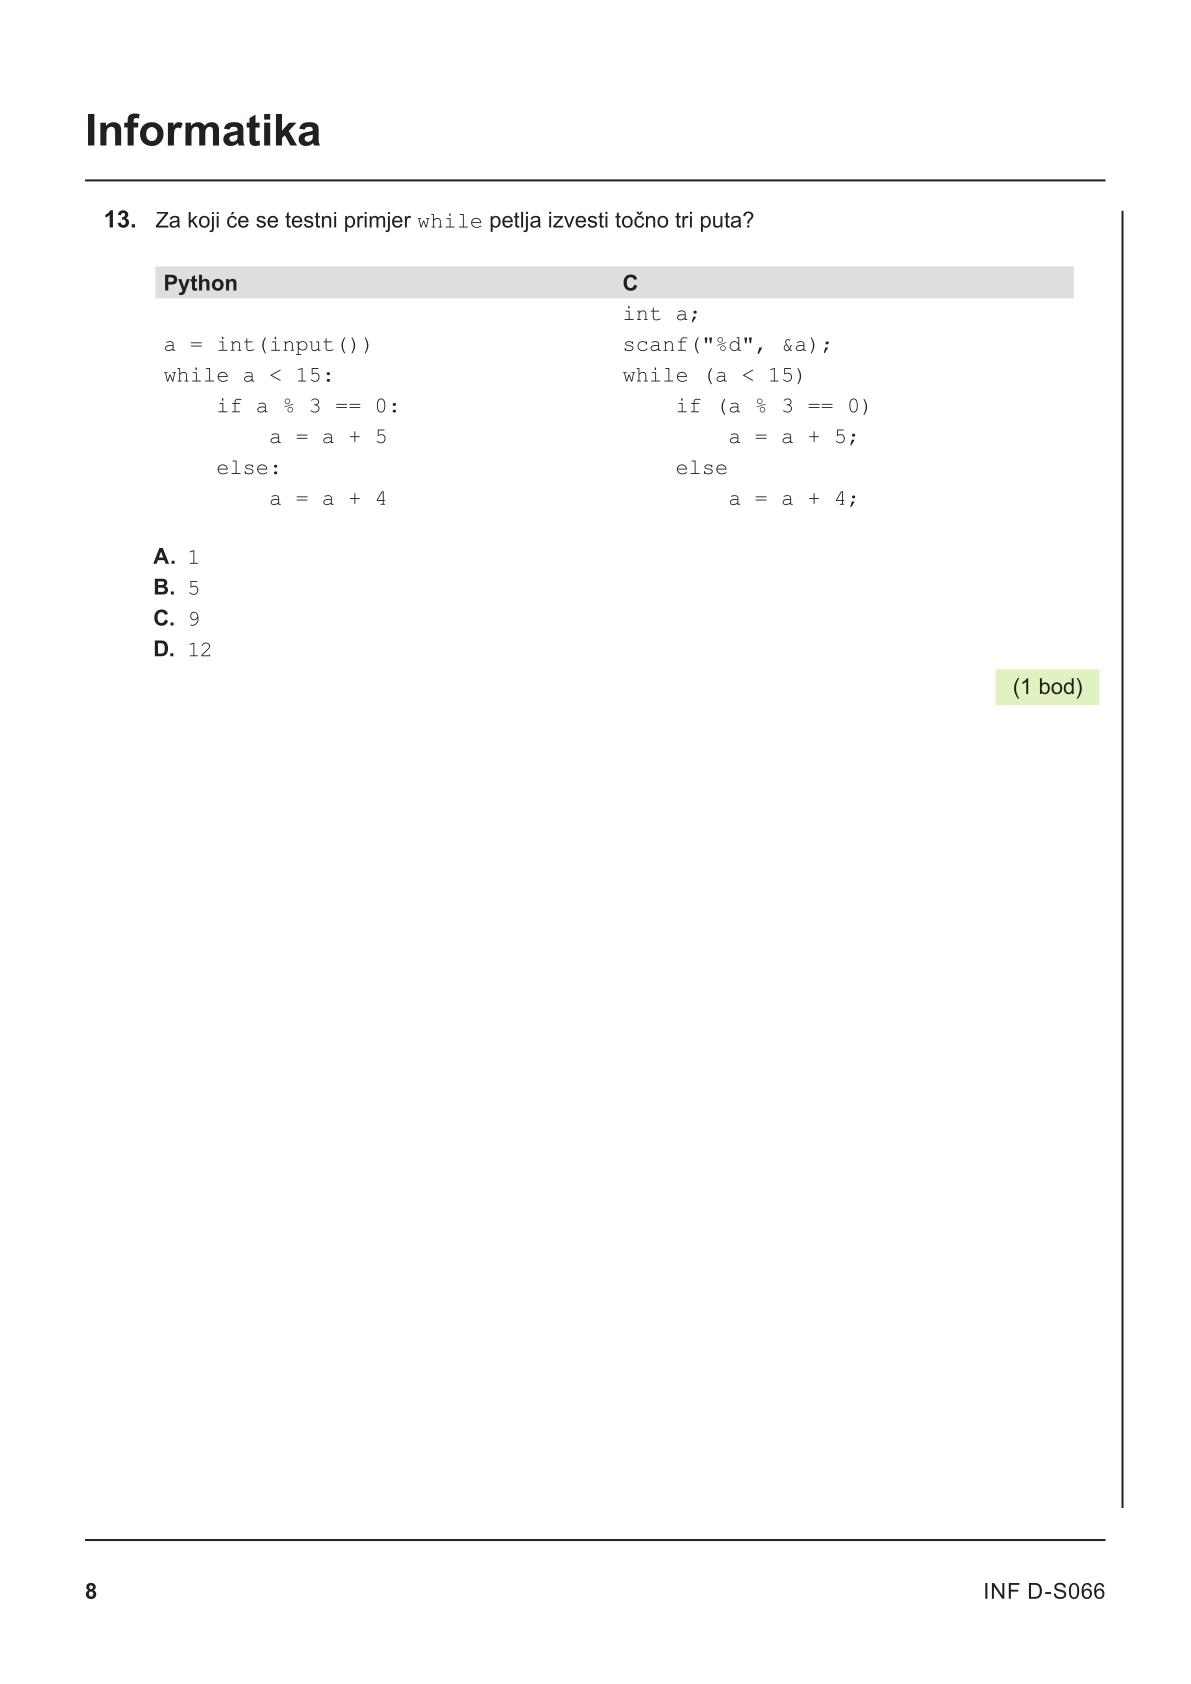 Informatika
13. Za koji će se testni primjer while petlja izvesti točno tri puta?
Python C
int a;
a = int(input()) scanf("%d", &a);
while a < 15: while (a < 15)
if a % 3 == 0: if (a % 3 == 0)
a = a + 5 a = a + 5;
else: else
a = a + 4 a = a + 4;
A. 1
B. 5
C. 9
D. 12
(1 bod)
8 INF D-S066